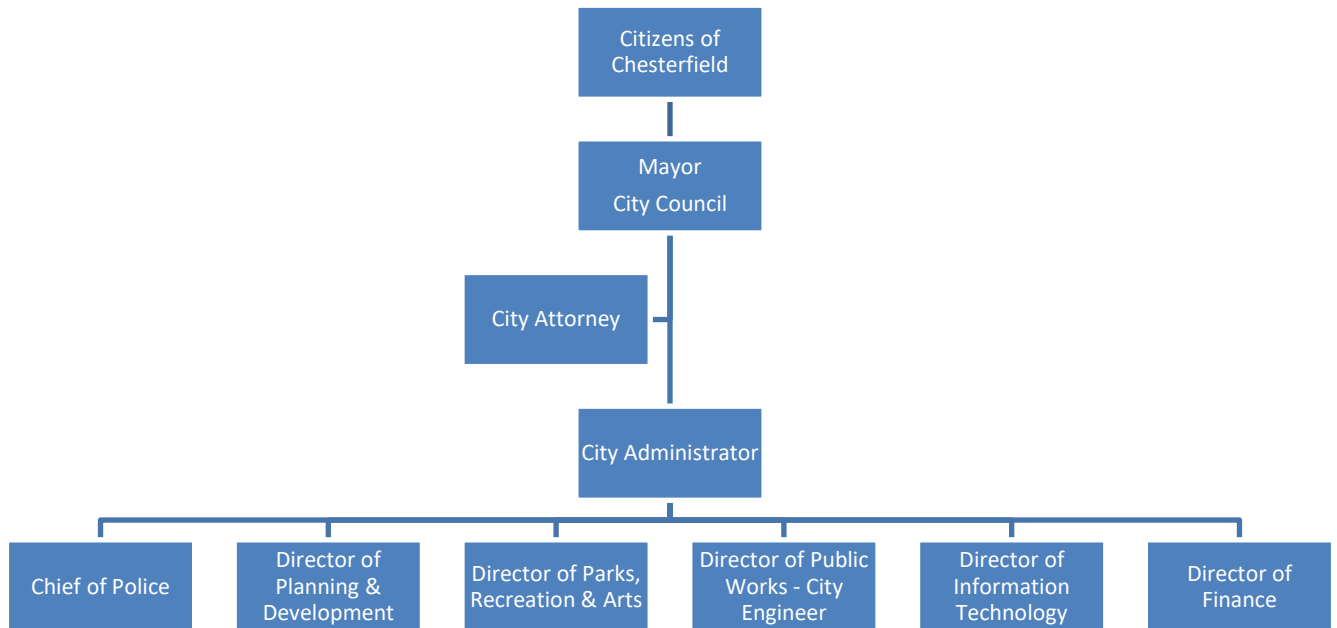 Citizens of
Chesterfield
Mayor
City Council
City Attorney
City Administrator
Chief of Police
Director of
Planning &
Development
Director of Parks,
Recreation & Arts
Director of Public
Works - City
Engineer
Director of
Information
Technology
Director of
Finance